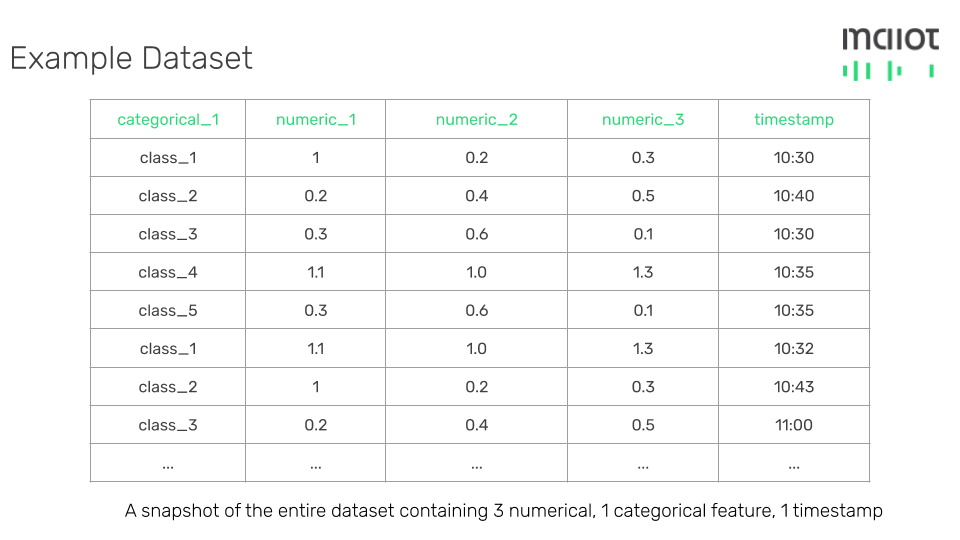 maiot
Example Dataset
categorical_1 numeric_1 numeric_2 numeric_3 timestamp
class_1 1 0.2 0.3 10:30
class_2 0.2 0.4 0.5 10:40
class_3 0.3 0.6 0.1 10:30
class_4 1.1 1.0 1.3 10:35
class_5 0.3 0.6 0.1 10:35
class_1 1.1 1.0 1.3 10:32
class_2 1 0.2 0.3 10:43
class_3 0.2 0.4 0.5 11:00
... ... ... ... ...
A snapshot of the entire dataset containing 3 numerical, 1 categorical feature, 1 timestamp